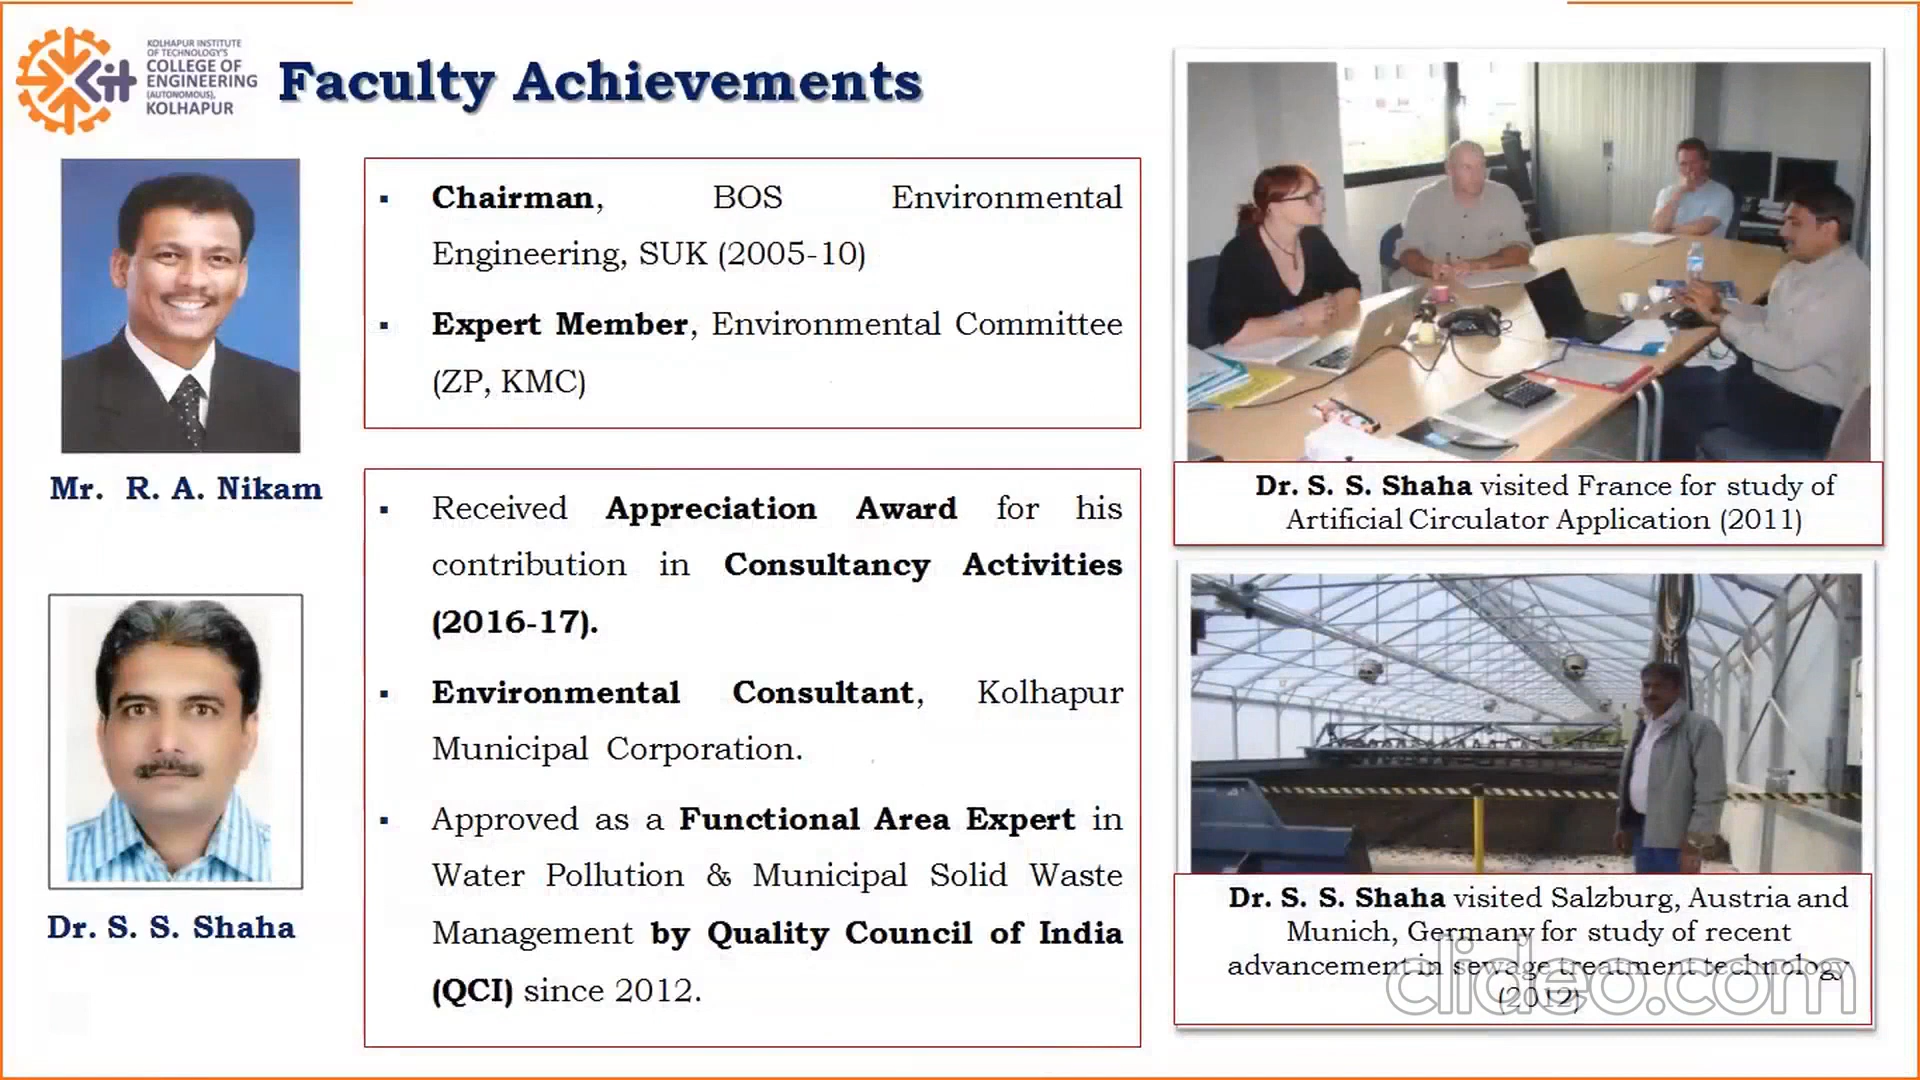 KOLHAPUR INSTITUTE
OF TECHNOLOGY'S
COLLEGE OF
ENGINEERING
(AUTONOMOUS),
KOLHAPUR
Kit
Faculty Achievements
Mr. R. A. Nikam
▪ Chairman, BOS Environmental
Engineering, SUK (2005-10)
▪ Expert Member, Environmental Committee
(ZP, KMC)
Dr. S. S. Shaha
▪ Received Appreciation Award for his
contribution in Consultancy Activities
(2016-17).
▪ Environmental Consultant, Kolhapur
Municipal Corporation.
▪ Approved as a Functional Area Expert in
Water Pollution & Municipal Solid Waste
Management by Quality Council of India
(QCI) since 2012.
Dr. S. S. Shaha visited France for study of
Artificial Circulator Application (2011)
Dr. S. S. Shaha visited Salzburg, Austria and
Munich, Germany for study of recent
advancement in sewage treatment technology
(2012)
clideo.com